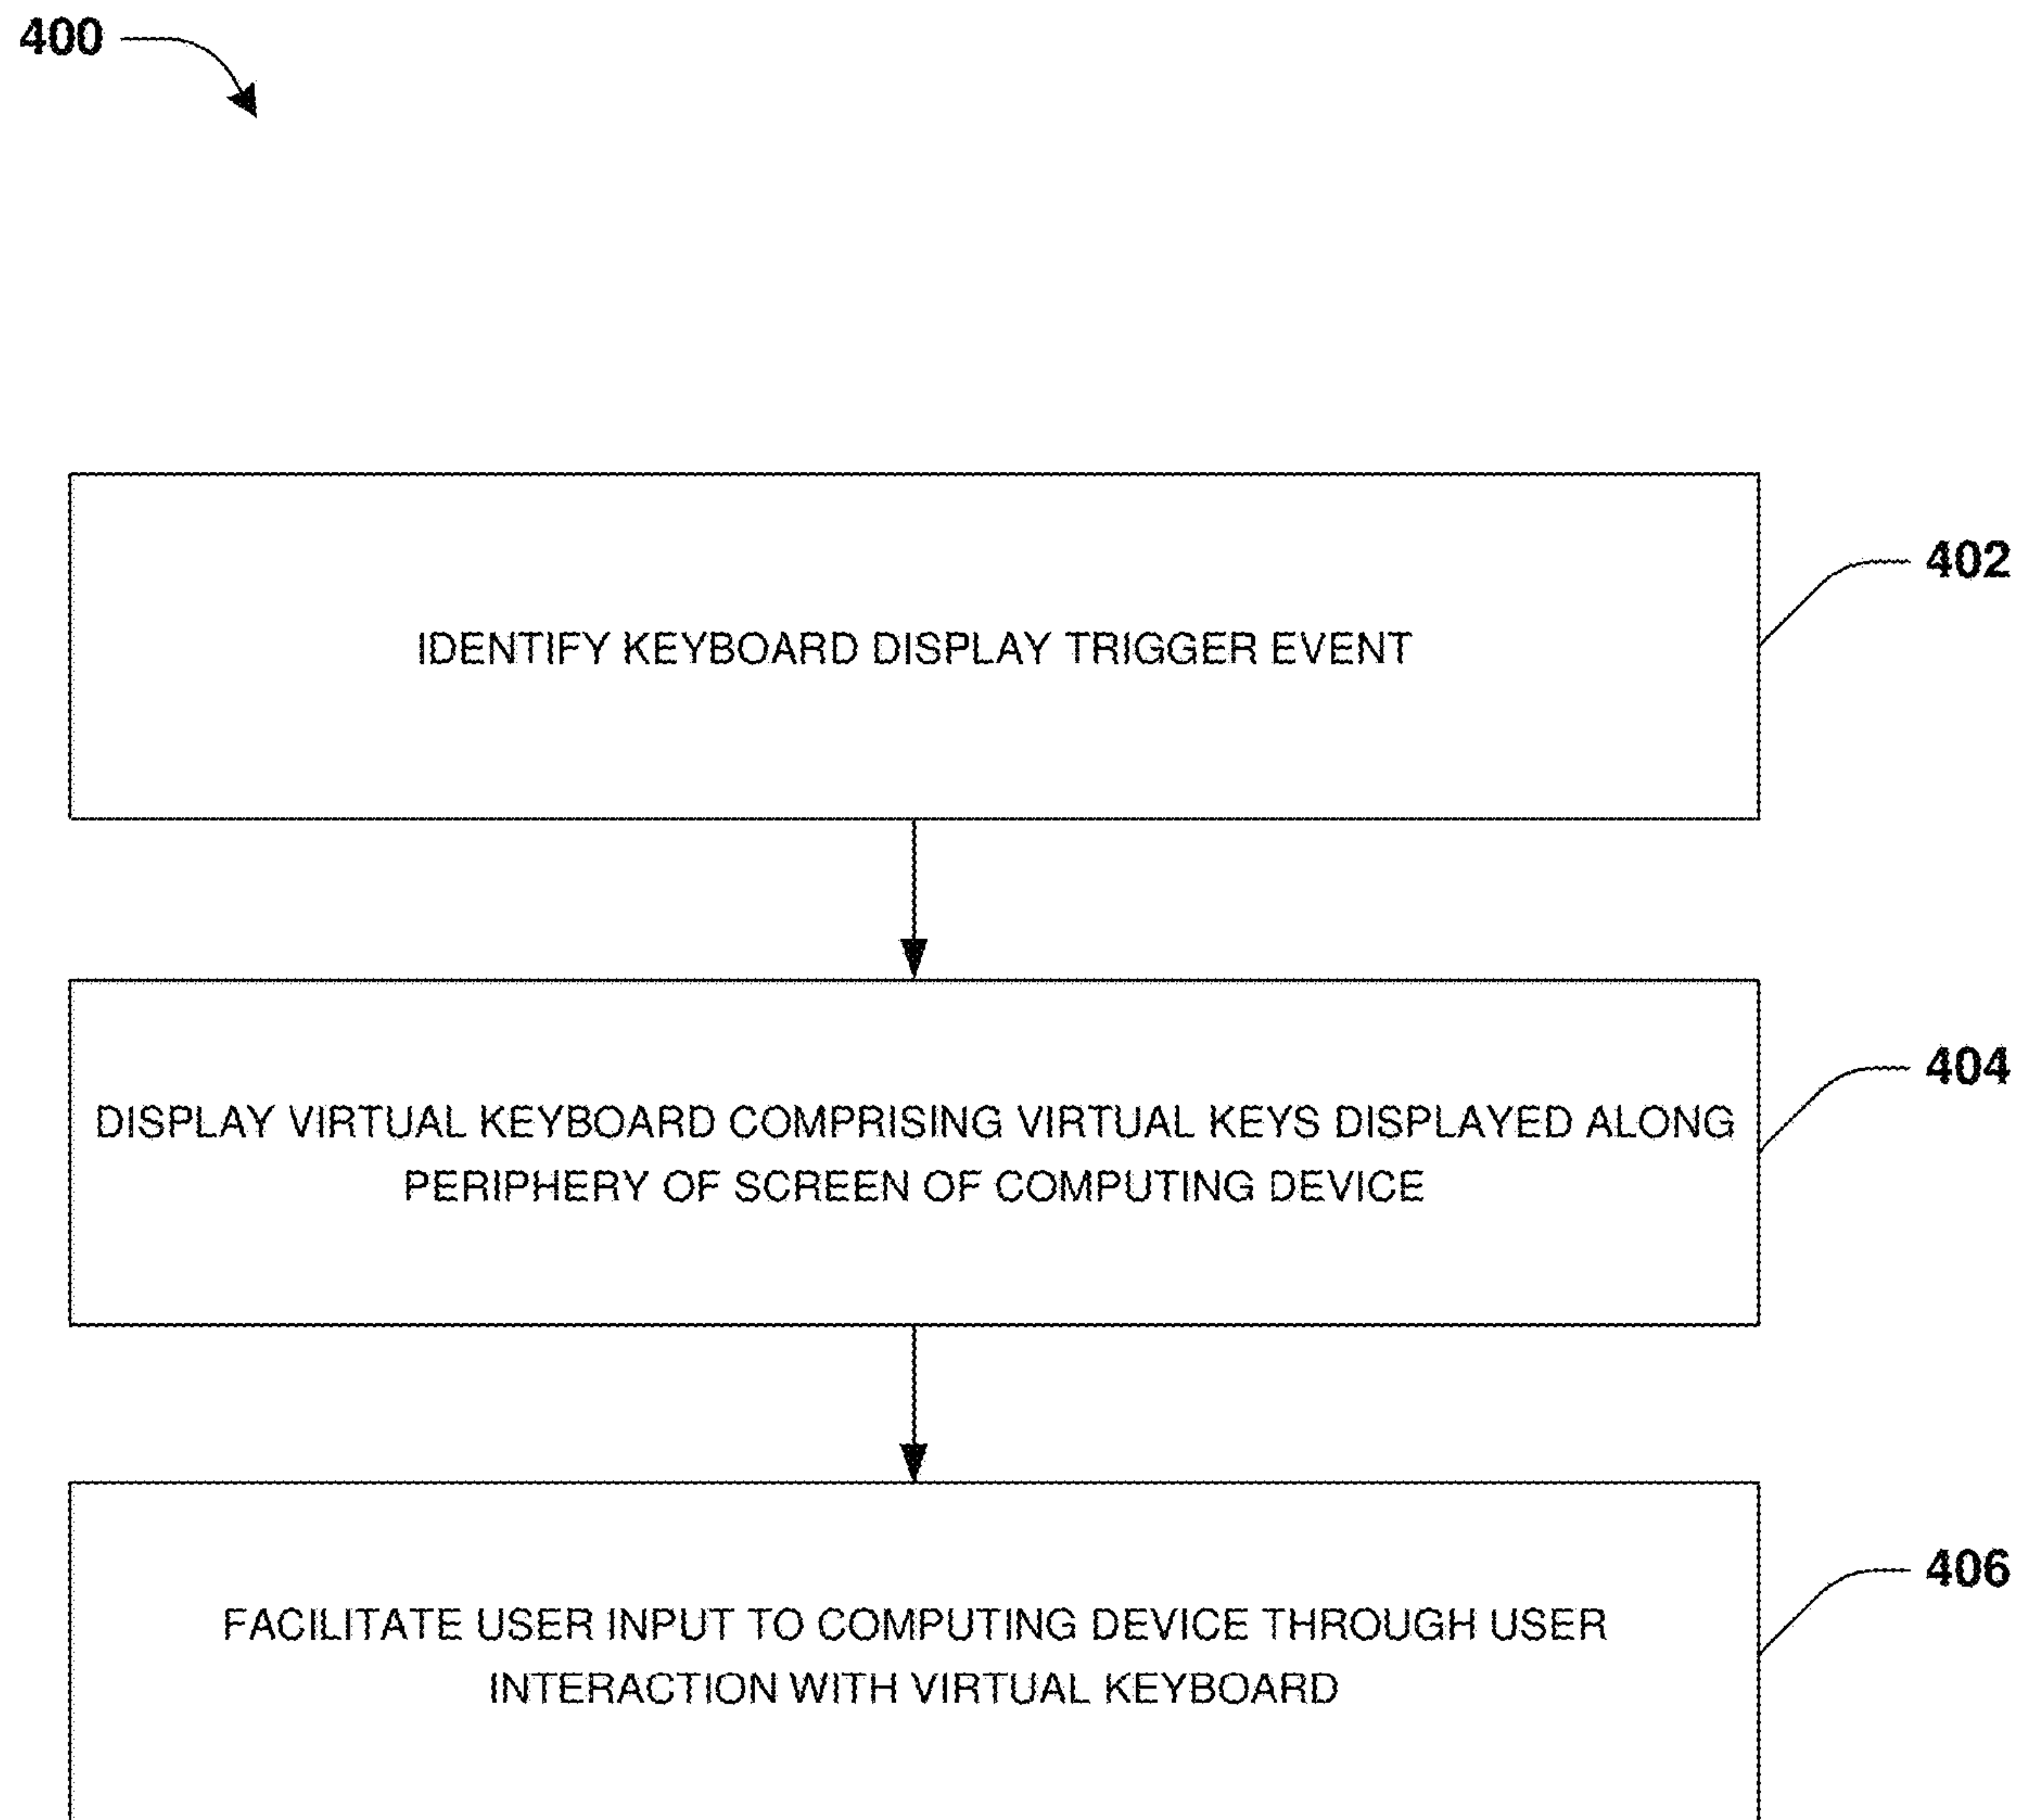 400
402
IDENTIFY KEYBOARD DISPLAY TRIGGER EVENT
404
DISPLAY VIRTUAL KEYBOARD COMPRISING VIRTUAL KEYS DISPLAYED ALONG
PERIPHERY OF SCREEN OF COMPUTING DEVICE
406
FACILITATE USER INPUT TO COMPUTING DEVICE THROUGH USER
INTERACTION WITH VIRTUAL KEYBOARD